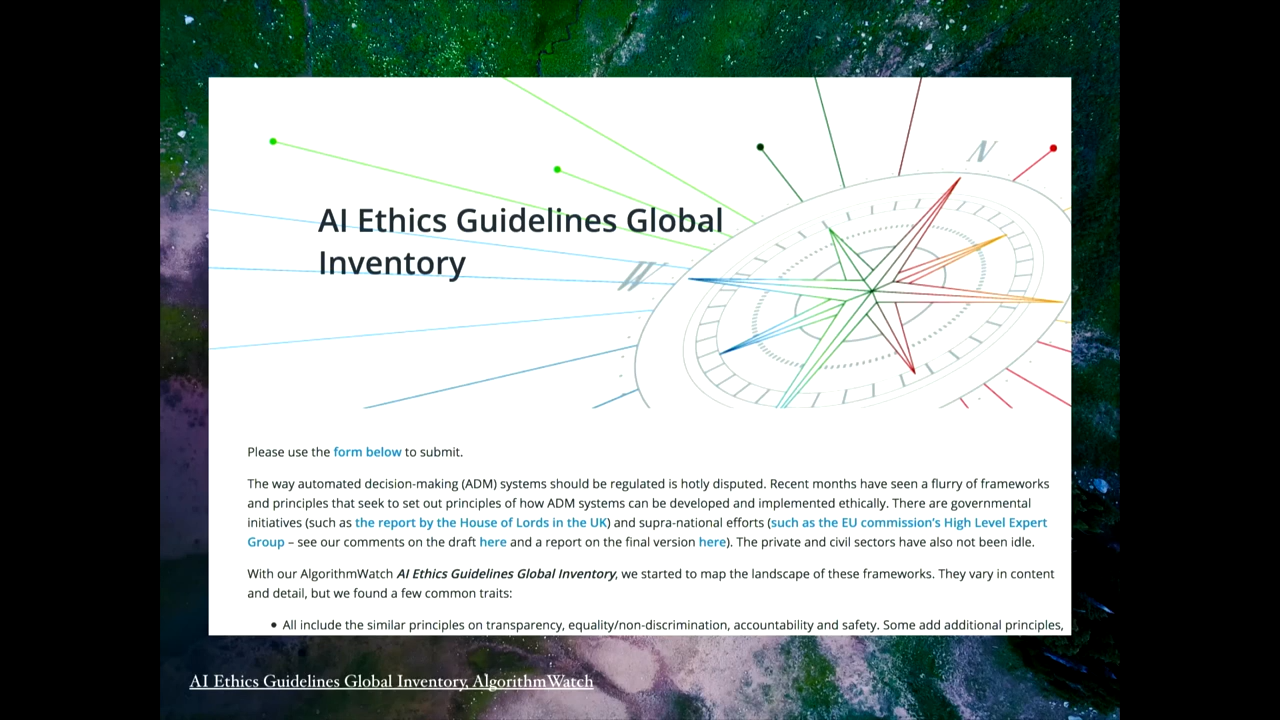 N
AI Ethics Guidelines Global
Inventory
W
Please use the form below to submit.
The way automated decision-making (ADM) systems should be regulated is hotly disputed. Recent months have seen a flurry of frameworks
and principles that seek to set out principles of how ADM systems can be developed and implemented ethically. There are governmental
initiatives (such as the report by the House of Lords in the UK) and supra-national efforts (such as the EU commission's High Level Expert
Group – see our comments on the draft here and a report on the final version here). The private and civil sectors have also not been idle.
With our AlgorithmWatch AI Ethics Guidelines Global Inventory, we started to map the landscape of these frameworks. They vary in content
and detail, but we found a few common traits:
• All include the similar principles on transparency, equality/non-discrimination, accountability and safety. Some add additional principles,
AI Ethics Guidelines Global Inventory, AlgorithmWatch